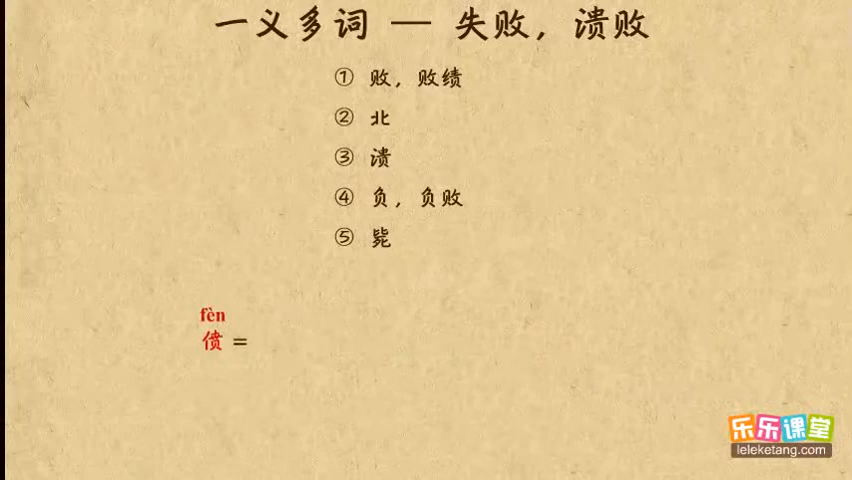 一义多词 — 失败，溃败
① 败，败绩
② 北
③ 溃
④ 负，负败
⑤ 毙
fèn
偾 =
乐乐课堂
leleketang.com